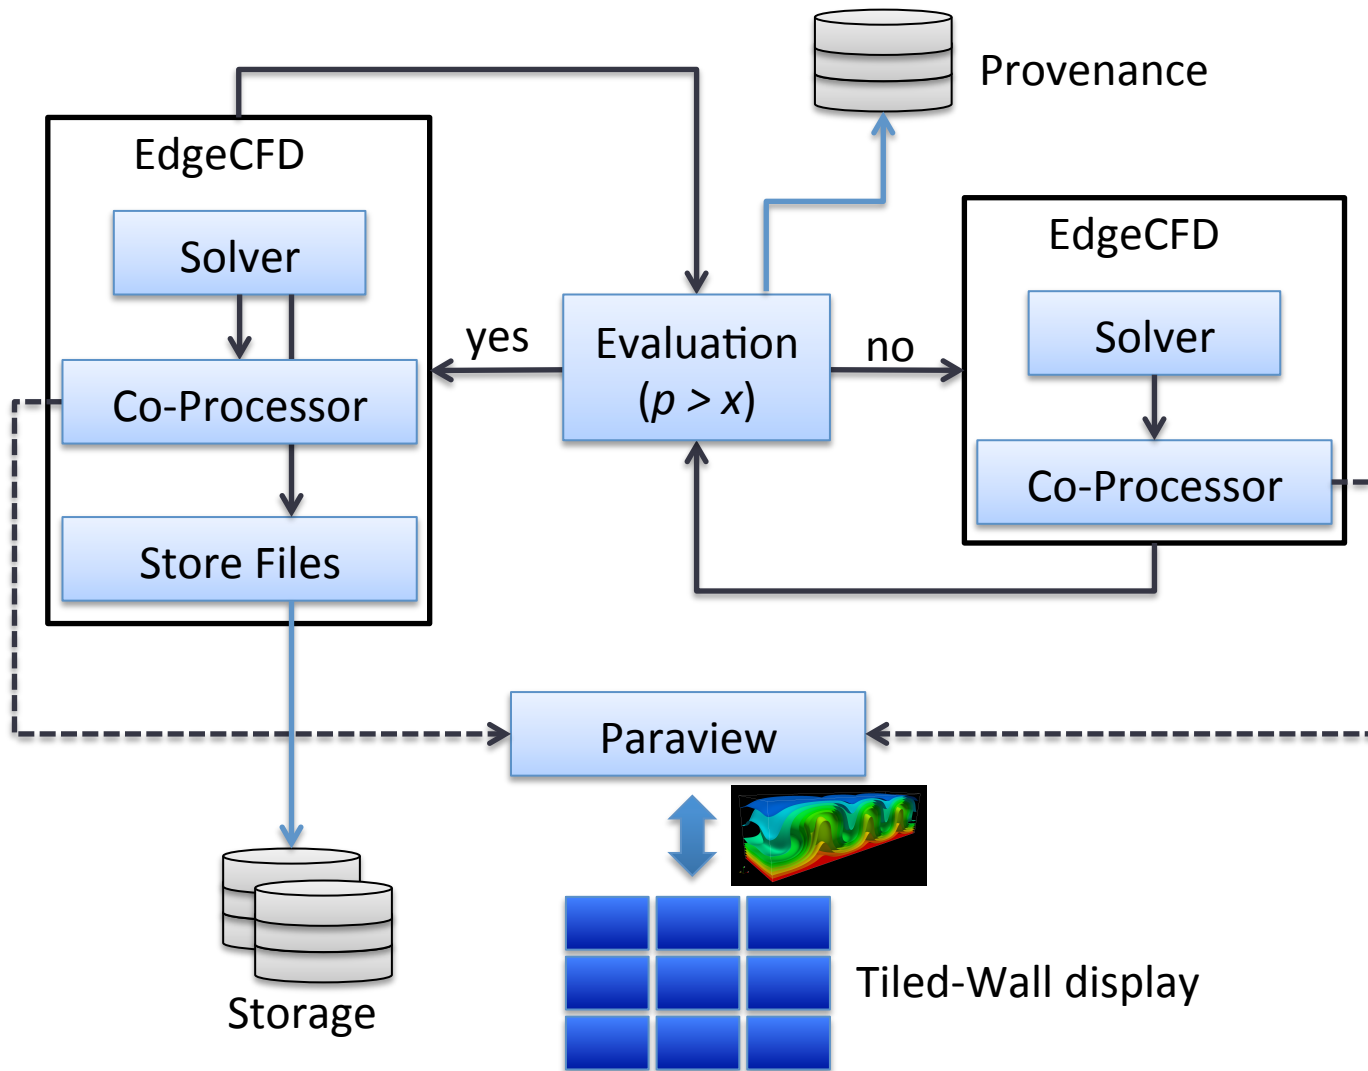 Provenance
EdgeCFD
Solver
Co-Processor
Store Files
yes
Evaluation
(p > x)
no
EdgeCFD
Solver
Co-Processor
Paraview
Storage
Tiled-Wall display